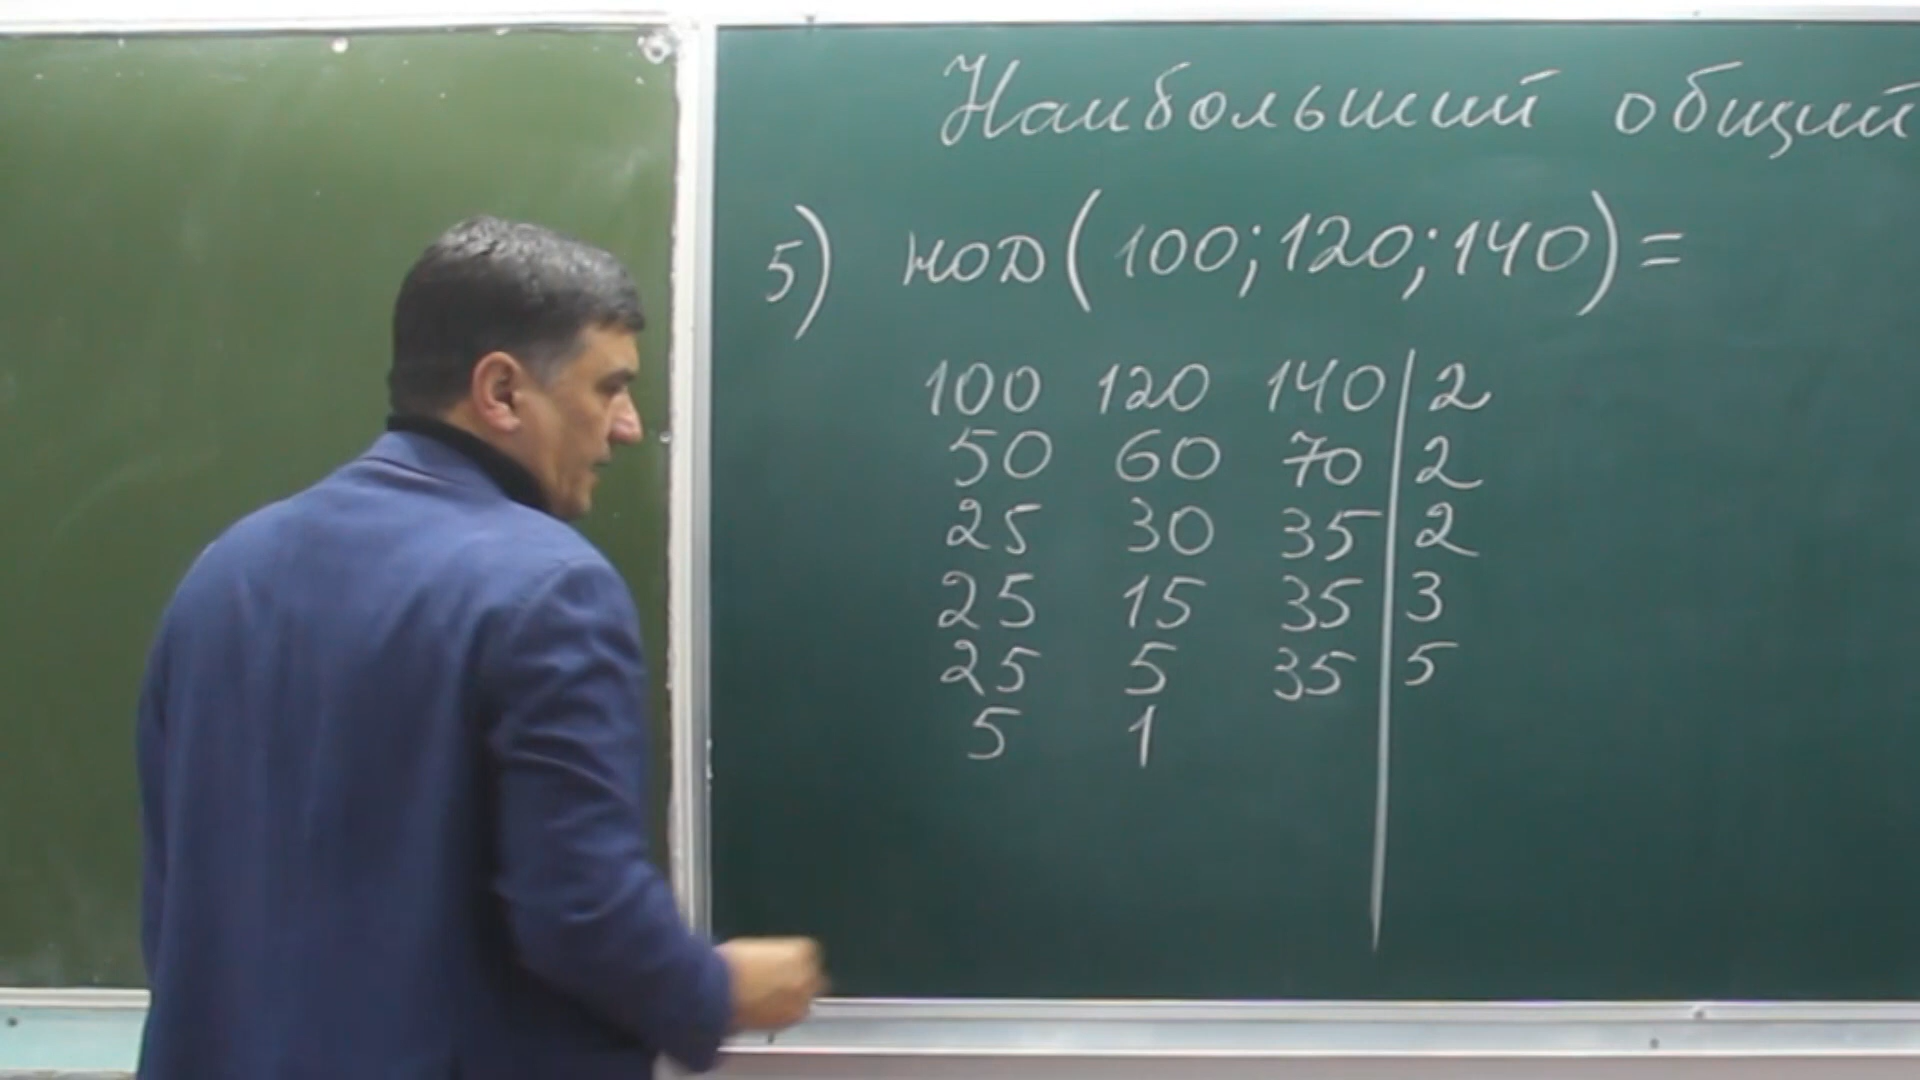 Наибольший общий
5) НОД(100;120;140)=
100 120 140 | 2
50 60 70 | 2
25 30 35 | 2
25 15 35 | 3
25 5 35 | 5
5 1